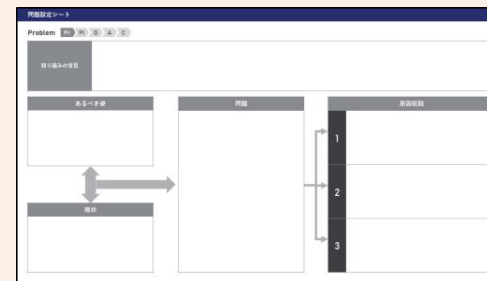 問題設定シート
Problem Pr Pl D A C
取り組みの背景
あるべき姿
問題
原因仮説
1
2
現状
3